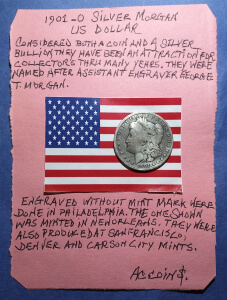 1901-O SILVER MORGAN
US DOLLAR
CONSIDERED BOTH A COIN AND A SILVER
BULLION THEY HAVE BEEN AN ATTRACTION FOR
COLLECTORS THRU MANY YEARS. THEY WERE
NAMED AFTER ASSISTANT ENGRAVER GEORGE
T. MORGAN.
ENGRAVED WITHOUT MINT MARK WERE
DONE IN PHILADELPHIA. THE ONE SHOWN
WAS MINTED IN NEW ORLEANS. THEY WERE
ALSO PRODUCED AT SAN FRANCISCO,
DENVER AND CARSON CITY MINTS.